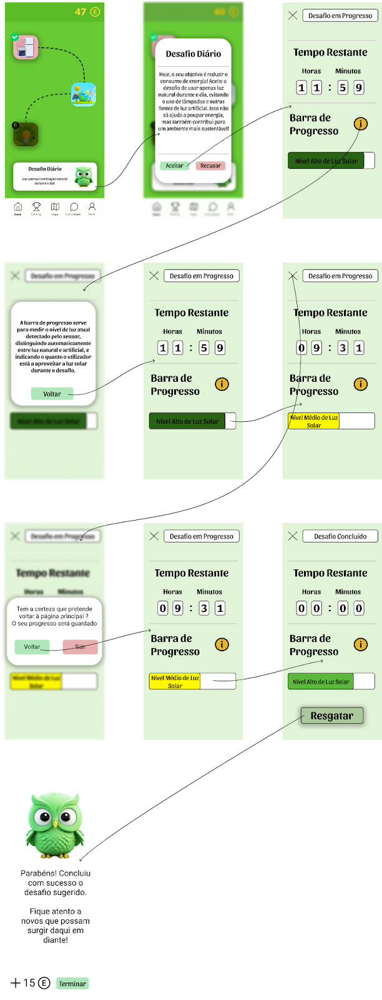 47 E
Desafio Diário
Use apenas iluminação natural
durante o dia!
Home Ranking Mapa Comunidade Perfil
40 E
Desafio Diário
Hoje, o seu objetivo é reduzir o
consumo de energia! Aceite o
desafio de usar apenas luz
natural durante o dia, evitando
o uso de lâmpadas e outras
fontes de luz artificial. Isso não
só ajuda a poupar energia,
mas também contribui para
um ambiente mais sustentável!
Aceitar Recusar
Desafio em Progresso
Tempo Restante
Horas Minutos
1 1 : 5 9
Barra de
Progresso
i
Nível Alto de Luz Solar
Desafio em Progresso
A barra de progresso serve
para medir o nível de luz atual
detectado pelo sensor,
distinguindo automaticamente
entre luz natural e artificial, e
indicando o quanto o utilizador
está a aproveitar a luz solar
durante o desafio.
Voltar
Nível Alto de Luz Solar
Desafio em Progresso
Tempo Restante
Horas Minutos
1 1 : 5 9
Barra de
Progresso
i
Nível Alto de Luz Solar
Desafio em Progresso
Tempo Restante
Horas Minutos
0 9 : 3 1
Barra de
Progresso
i
Nível Médio de Luz
Solar
Desafio em Progresso
Tempo Restante
Horas Minutos
Tem a certeza que pretende
voltar à página principal ?
O seu progresso será guardado
Voltar Sair
Nível Médio de Luz
Solar
Desafio em Progresso
Tempo Restante
Horas Minutos
0 9 : 3 1
Barra de
Progresso
i
Nível Médio de Luz
Solar
Desafio Concluído
Tempo Restante
Horas Minutos
0 0 : 0 0
Barra de
Progresso
i
Nível Alto de Luz Solar
Resgatar
Parabéns! Concluiu
com sucesso o
desafio sugerido.
Fique atento a
novos que possam
surgir daqui em
diante!
+ 15 E Terminar